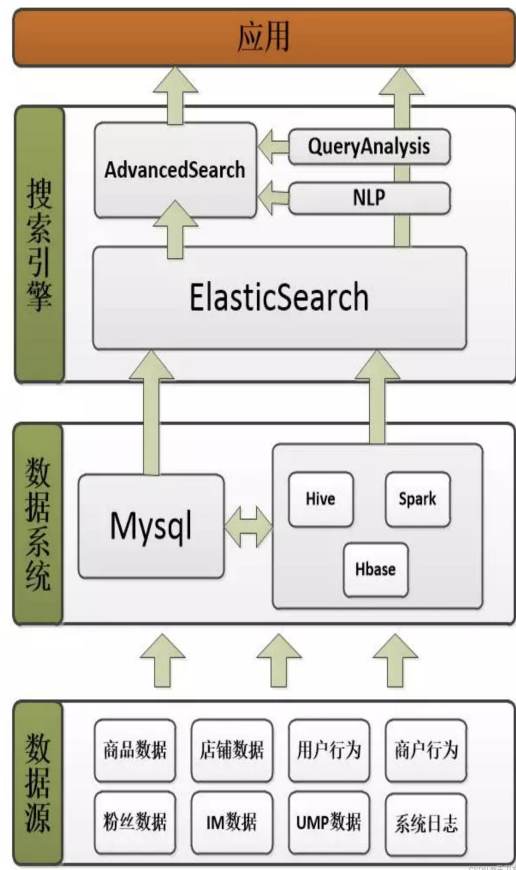 应用
搜索引擎
AdvancedSearch
QueryAnalysis
NLP
ElasticSearch
数据系统
Mysql
Hive
Spark
Hbase
数据源
商品数据
店铺数据
用户行为
商户行为
粉丝数据
IM数据
UMP数据
系统日志